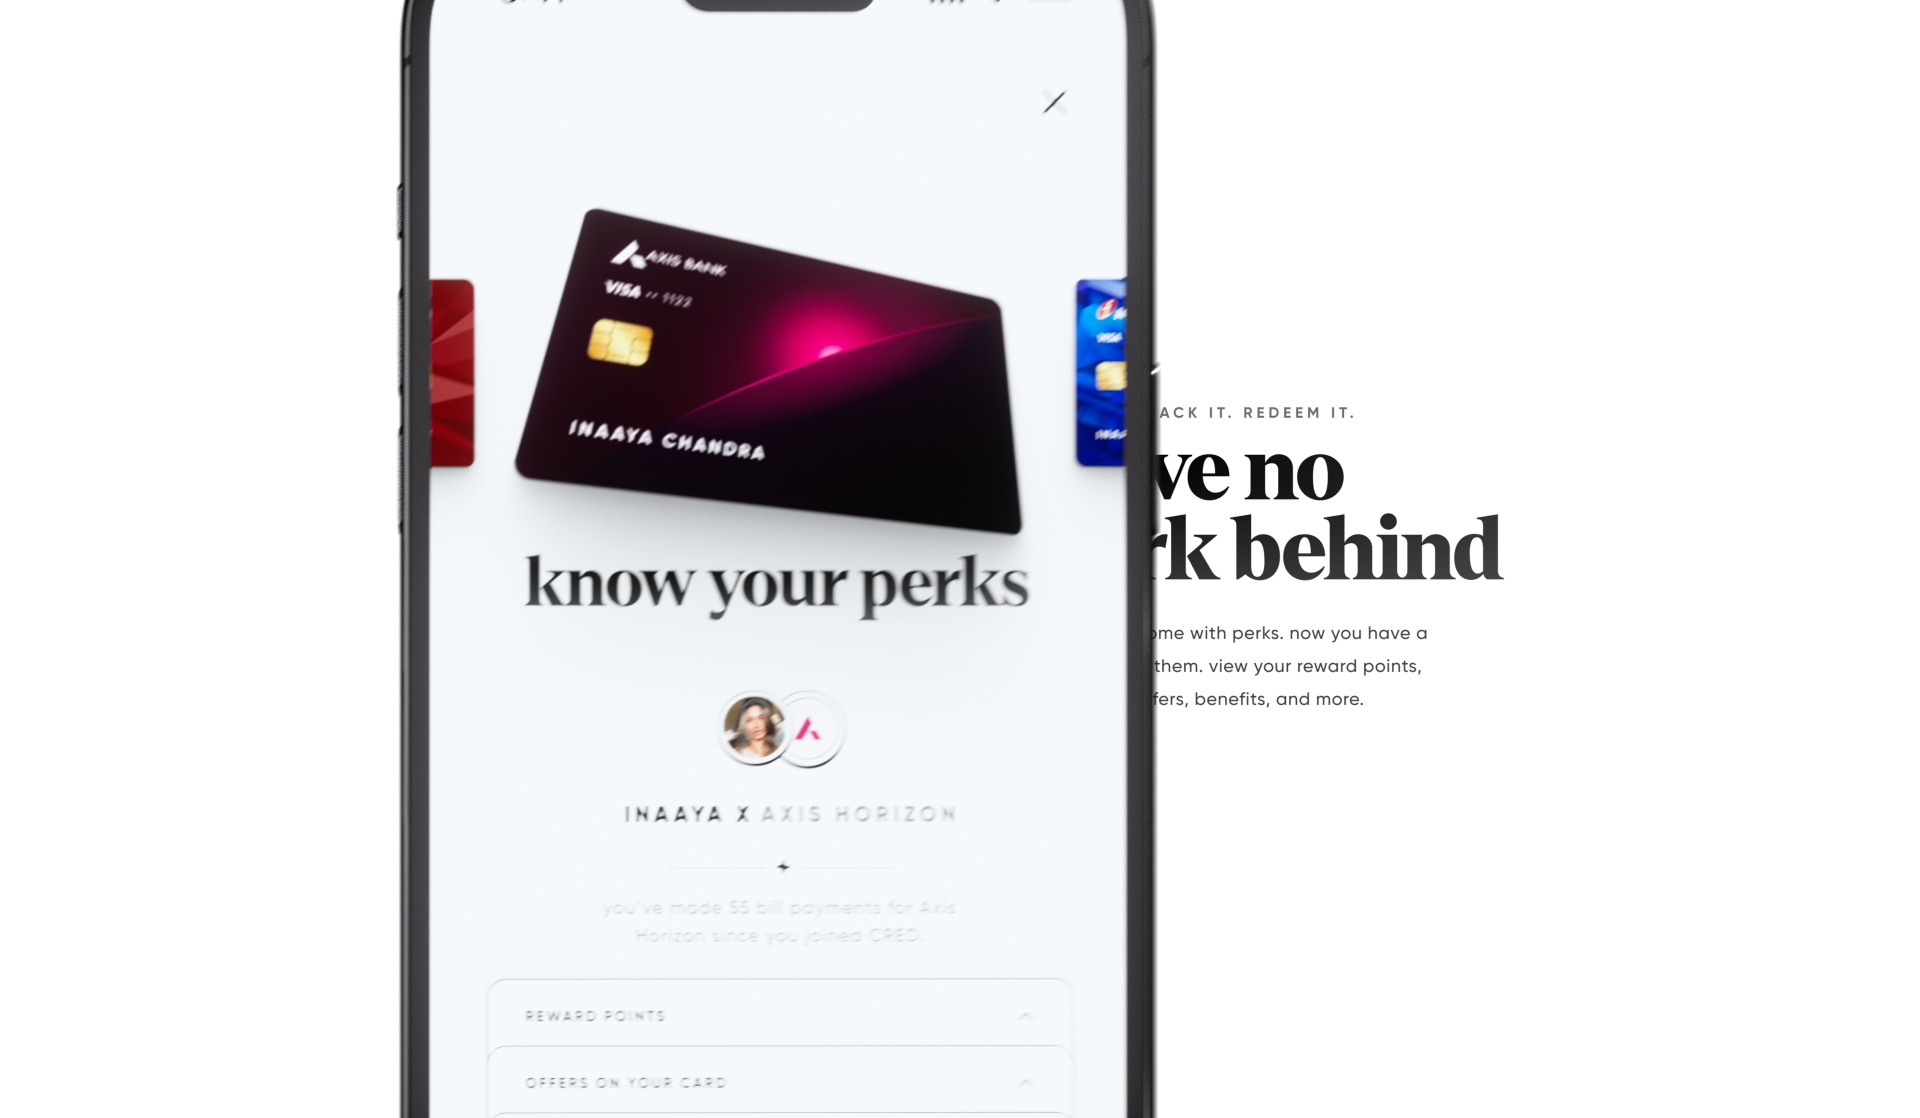 AXIS BANK
VISA // 1122
INAAYA CHANDRA
VISA
know your perks
INAAYA X AXIS HORIZON
you've made 55 bill payments for Axis
Horizon since you joined CRED.
REWARD POINTS
OFFERS ON YOUR CARD
ACK IT. REDEEM IT.
ve no
rk behind
ome with perks. now you have a
them. view your reward points,
fers, benefits, and more.